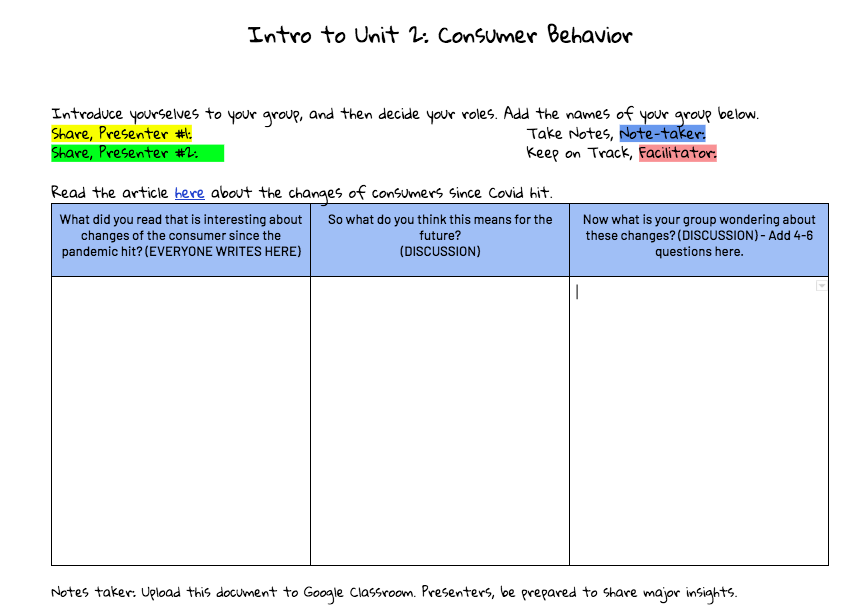 Intro to Unit 2: Consumer Behavior
Introduce yourselves to your group, and then decide your roles. Add the names of your group below.
Share, Presenter #1: Take Notes, Note-taker:
Share, Presenter #2: Keep on Track, Facilitator:
Read the article here about the changes of consumers since Covid hit.
What did you read that is interesting about
changes of the consumer since the
pandemic hit? (EVERYONE WRITES HERE)
So what do you think this means for the
future?
(DISCUSSION)
Now what is your group wondering about
these changes? (DISCUSSION) - Add 4-6
questions here.
Notes taker: Upload this document to Google Classroom. Presenters, be prepared to share major insights.